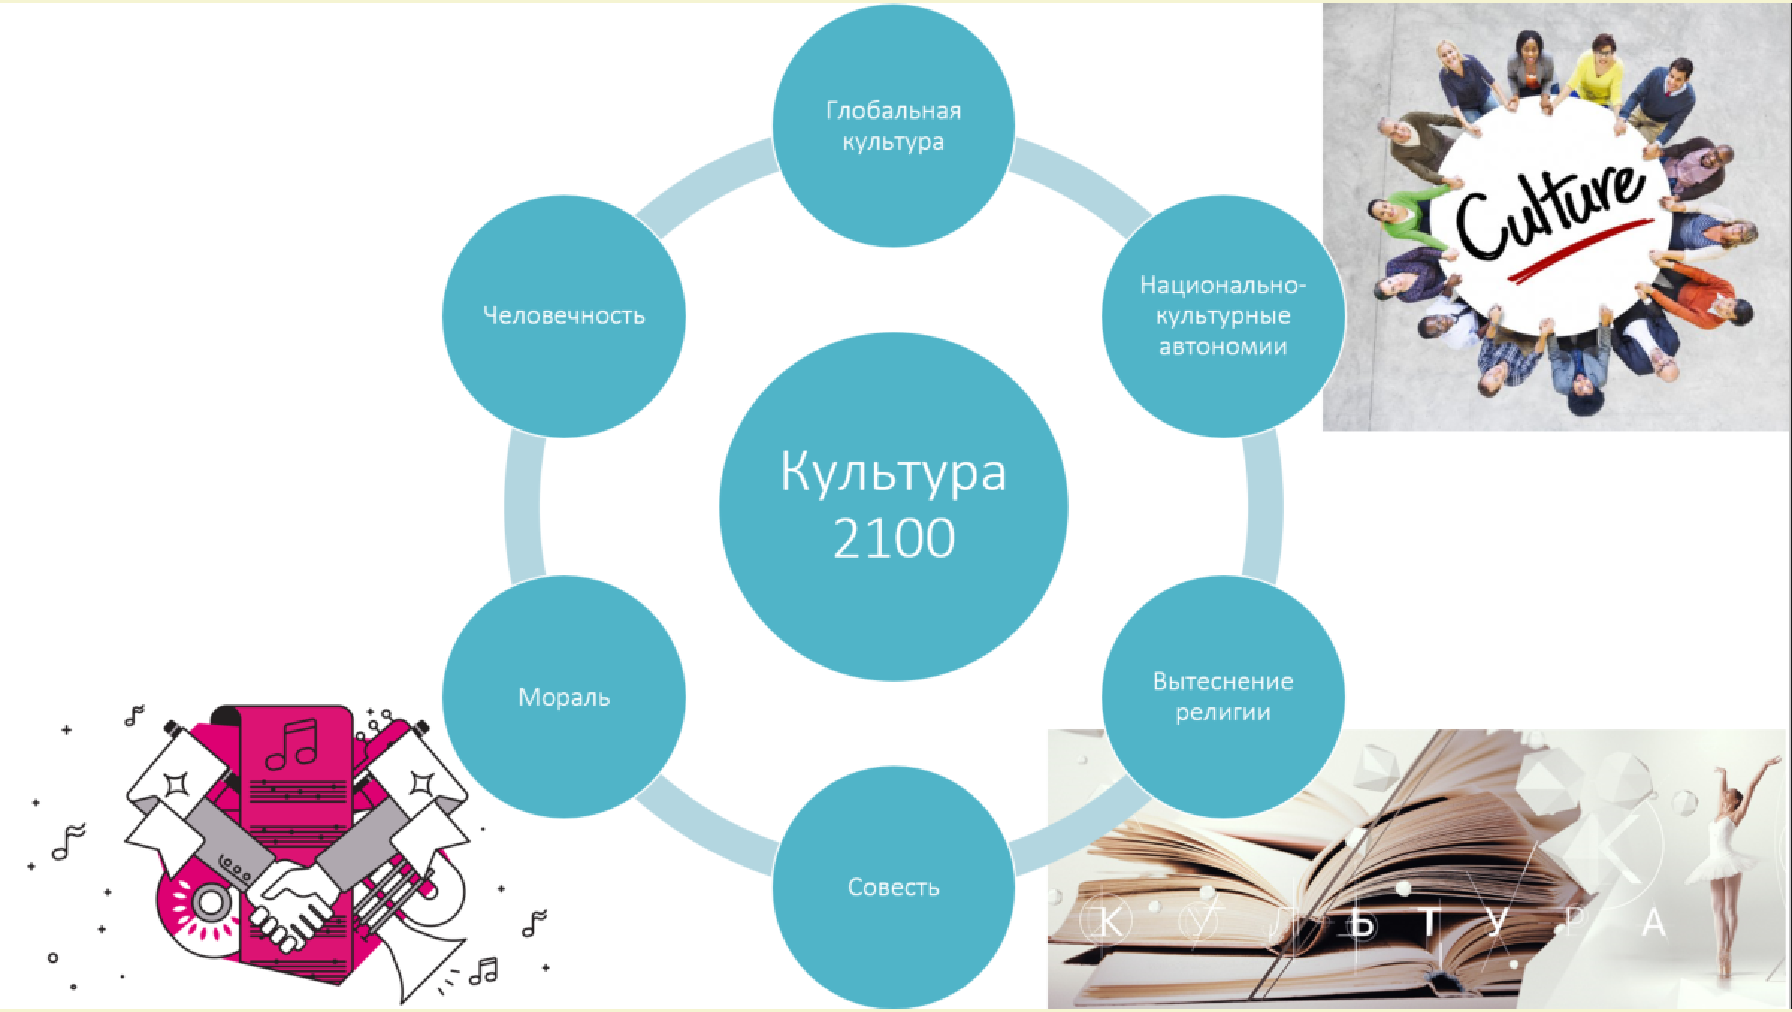 Глобальная
культура
Culture
Национально-
культурные
автономии
Человечность
Культура
2100
Вытеснение
религии
Мораль
Совесть
К У Л Ь Т У Р А
К